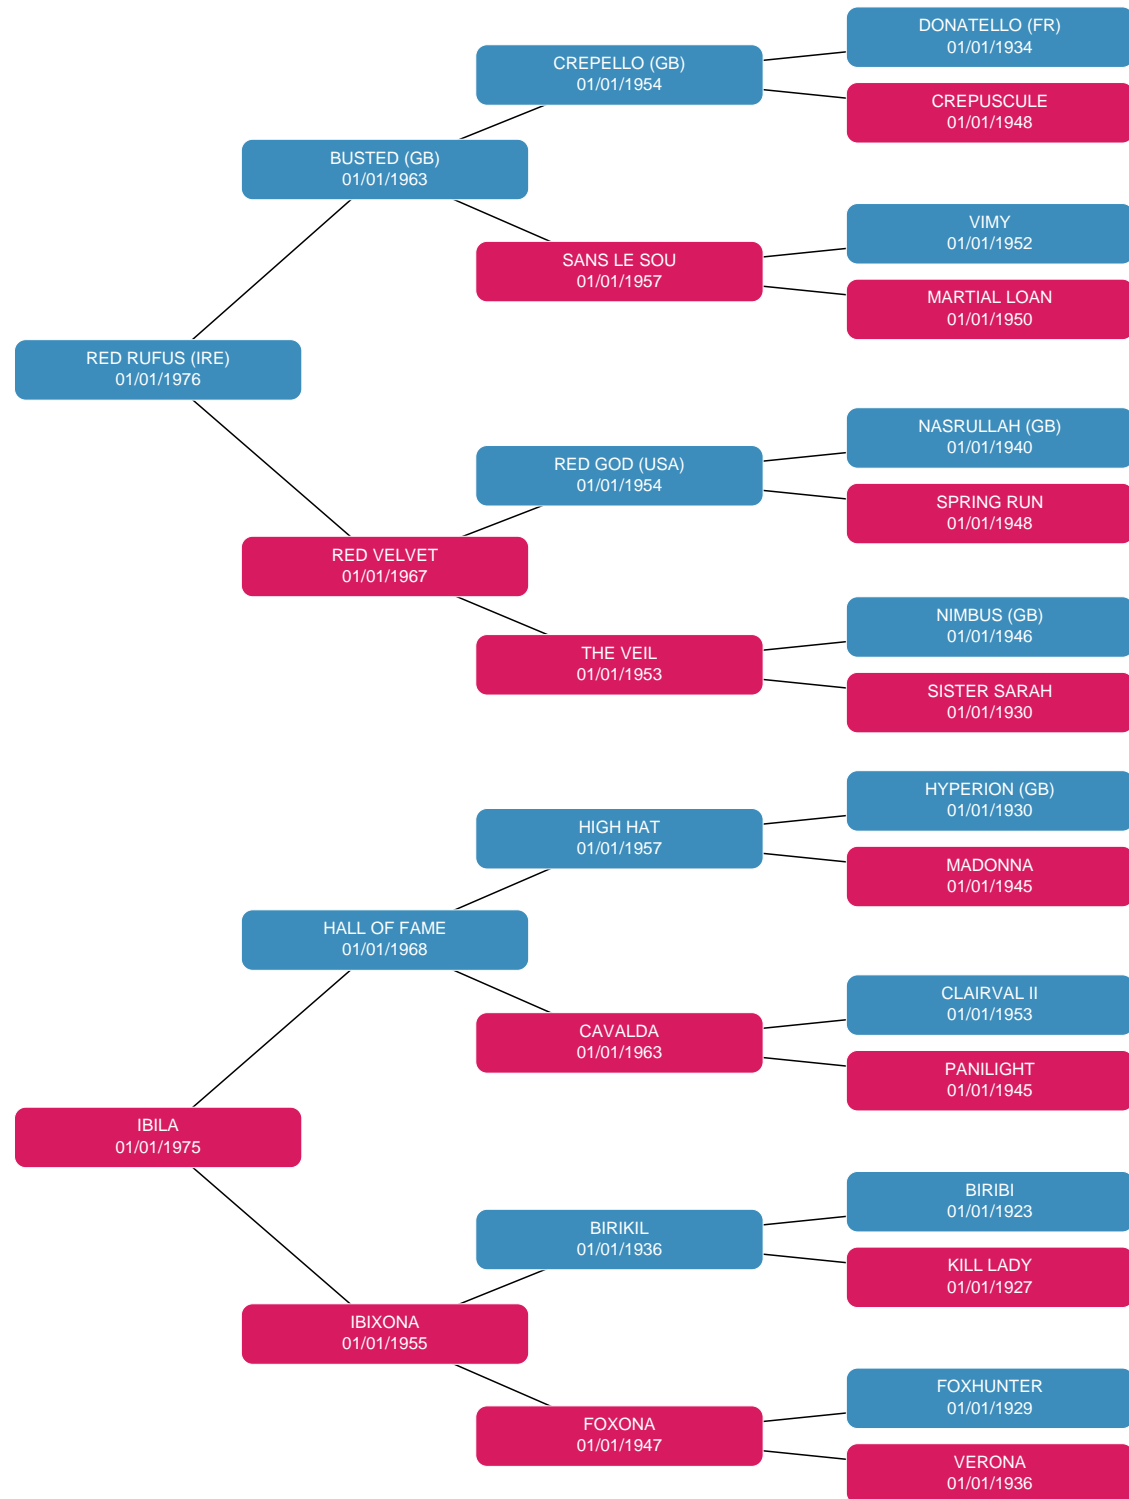 DONATELLO (FR)
01/01/1934
CREPELLO (GB)
01/01/1954
CREPUSCULE
01/01/1948
BUSTED (GB)
01/01/1963
VIMY
01/01/1952
SANS LE SOU
01/01/1957
MARTIAL LOAN
01/01/1950
RED RUFUS (IRE)
01/01/1976
NASRULLAH (GB)
01/01/1940
RED GOD (USA)
01/01/1954
SPRING RUN
01/01/1948
RED VELVET
01/01/1967
NIMBUS (GB)
01/01/1946
THE VEIL
01/01/1953
SISTER SARAH
01/01/1930
HYPERION (GB)
01/01/1930
HIGH HAT
01/01/1957
MADONNA
01/01/1945
HALL OF FAME
01/01/1968
CLAIRVAL II
01/01/1953
CAVALDA
01/01/1963
PANILIGHT
01/01/1945
IBILA
01/01/1975
BIRIBI
01/01/1923
BIRIKIL
01/01/1936
KILL LADY
01/01/1927
IBIXONA
01/01/1955
FOXHUNTER
01/01/1929
FOXONA
01/01/1947
VERONA
01/01/1936